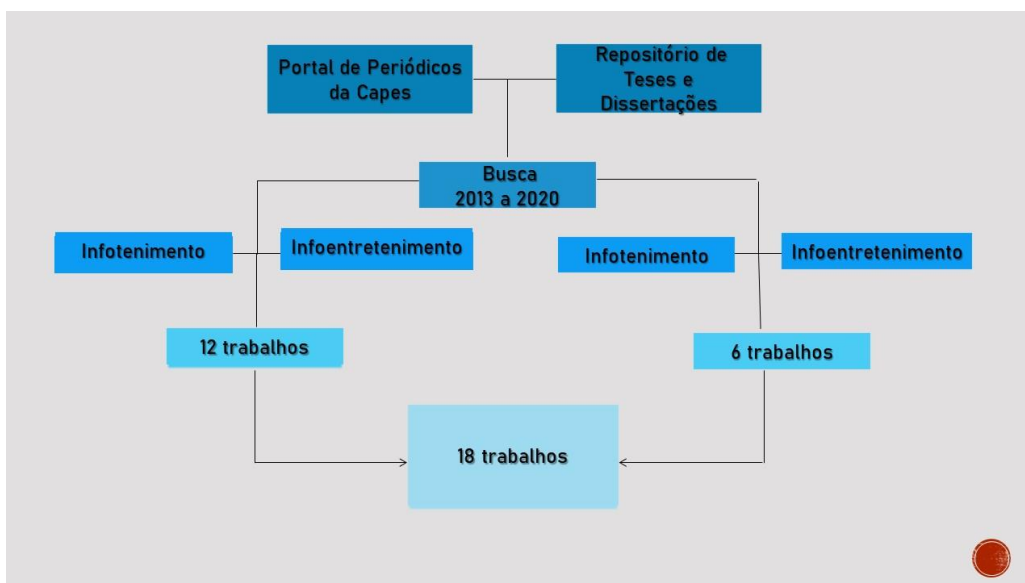 Portal de Periódicos
da Capes
Repositório de
Teses e
Dissertações
Busca
2013 a 2020
Infotenimento
Infoentretenimento
Infotenimento
Infoentretenimento
12 trabalhos
6 trabalhos
18 trabalhos